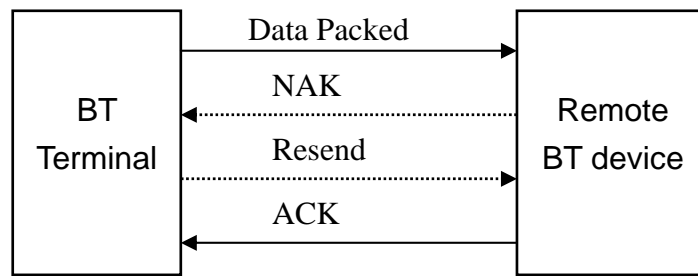 BT
Terminal
Data Packed
NAK
Resend
ACK
Remote
BT device